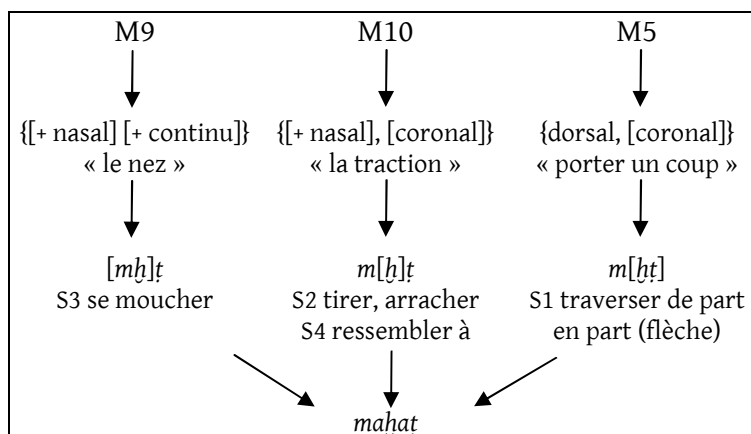 M9 M10 M5
{[+ nasal] [+ continu]} {[+ nasal], [coronal]} {dorsal, [coronal]}
« le nez » « la traction » « porter un coup »
[mḫ]ṭ m[ḫ]ṭ m[ḫṭ]
S3 se moucher S2 tirer, arracher S1 traverser de part
S4 ressembler à en part (flèche)
maḫaṭ